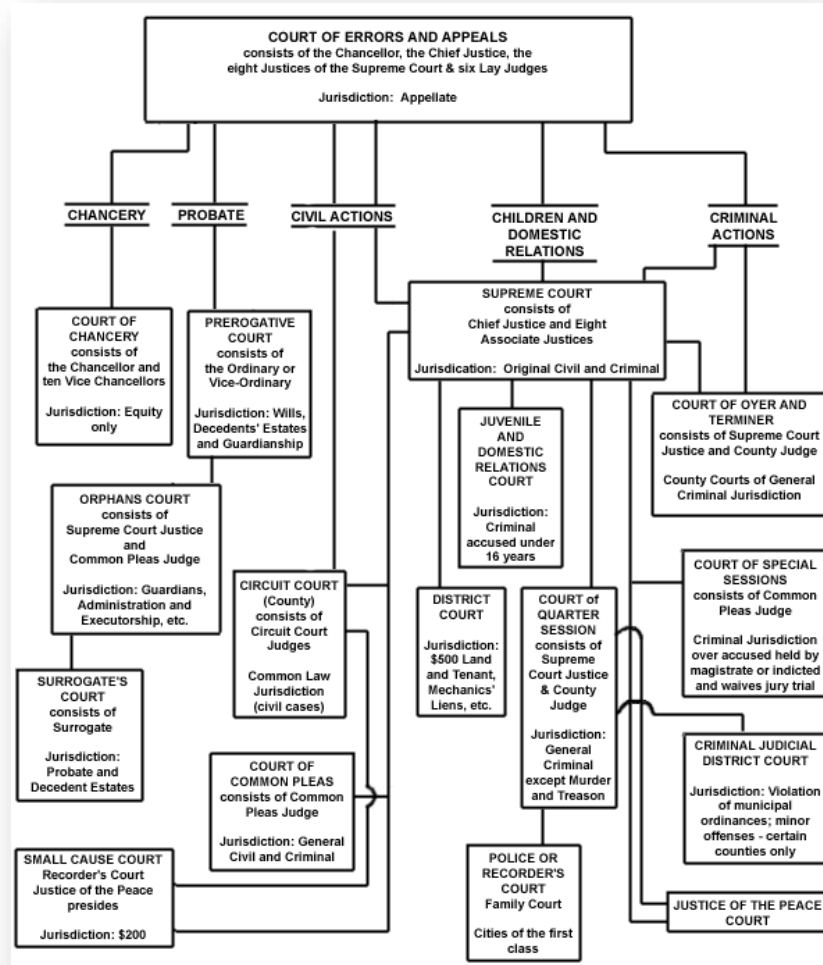 COURT OF ERRORS AND APPEALS
consists of the Chancellor, the Chief Justice, the
eight Justices of the Supreme Court & six Lay Judges
Jurisdiction: Appellate
CHANCERY
PROBATE
CIVIL ACTIONS
CHILDREN AND
DOMESTIC
RELATIONS
CRIMINAL
ACTIONS
COURT OF
CHANCERY
consists of
the Chancellor and
ten Vice Chancellors
Jurisdiction: Equity
only
PREROGATIVE
COURT
consists of
the Ordinary or
Vice-Ordinary
Jurisdiction: Wills,
Decedents' Estates
and Guardianship
SUPREME COURT
consists of
Chief Justice and Eight
Associate Justices
Jurisdication: Original Civil and Criminal
COURT OF OYER AND
TERMINER
consists of Supreme Court
Justice and County Judge
County Courts of General
Criminal Jurisdiction
JUVENILE
AND
DOMESTIC
RELATIONS
COURT
Jurisdiction:
Criminal
accused under
16 years
ORPHANS COURT
consists of
Supreme Court Justice
and
Common Pleas Judge
Jurisdiction: Guardians,
Administration and
Executorship, etc.
CIRCUIT COURT
(County)
consists of
Circuit Court
Judges
Common Law
Jurisdiction
(civil cases)
DISTRICT
COURT
Jurisdiction:
$500 Land
and Tenant,
Mechanics'
Liens, etc.
COURT of
QUARTER
SESSION
consists of
Supreme
Court Justice
& County
Judge
Jurisdiction:
General
Criminal
except Murder
and Treason
COURT OF SPECIAL
SESSIONS
consists of Common
Pleas Judge
Criminal Jurisdiction
over accused held by
magistrate or indicted
and waives jury trial
SURROGATE'S
COURT
consists of
Surrogate
Jurisdiction:
Probate and
Decedent Estates
COURT OF
COMMON PLEAS
consists of Common
Pleas Judge
Jurisdiction: General
Civil and Criminal
CRIMINAL JUDICIAL
DISTRICT COURT
Jurisdiction: Violation
of municipal
ordinances; minor
offenses - certain
counties only
SMALL CAUSE COURT
Recorder's Court
Justice of the Peace
presides
Jurisdiction: $200
POLICE OR
RECORDER'S
COURT
Family Court
Cities of the first
class
JUSTICE OF THE PEACE
COURT